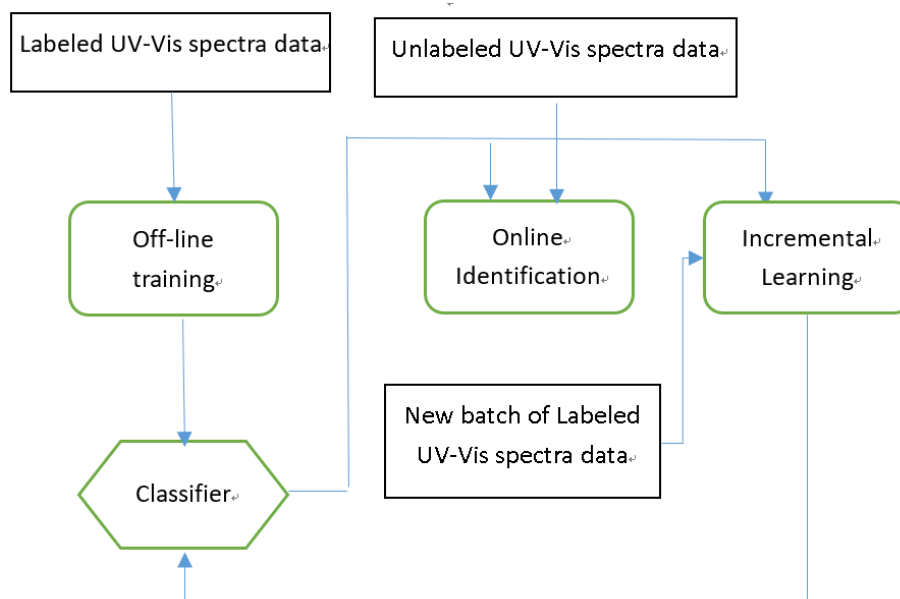 Labeled UV-Vis spectra data
Unlabeled UV-Vis spectra data
Off-line
training
Online
Identification
Incremental
Learning
New batch of Labeled
UV-Vis spectra data
Classifier